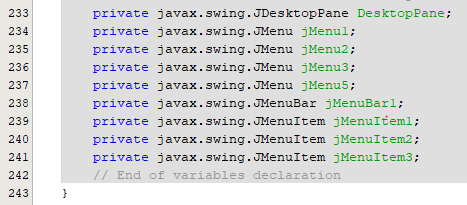 233 private javax.swing.JDesktopPane DesktopPane;
234 private javax.swing.JMenu jMenu1;
235 private javax.swing.JMenu jMenu2;
236 private javax.swing.JMenu jMenu3;
237 private javax.swing.JMenu jMenu5;
238 private javax.swing.JMenuBar jMenuBar1;
239 private javax.swing.JMenuItem jMenuItem1;
240 private javax.swing.JMenuItem jMenuItem2;
241 private javax.swing.JMenuItem jMenuItem3;
242 // End of variables declaration
243 }